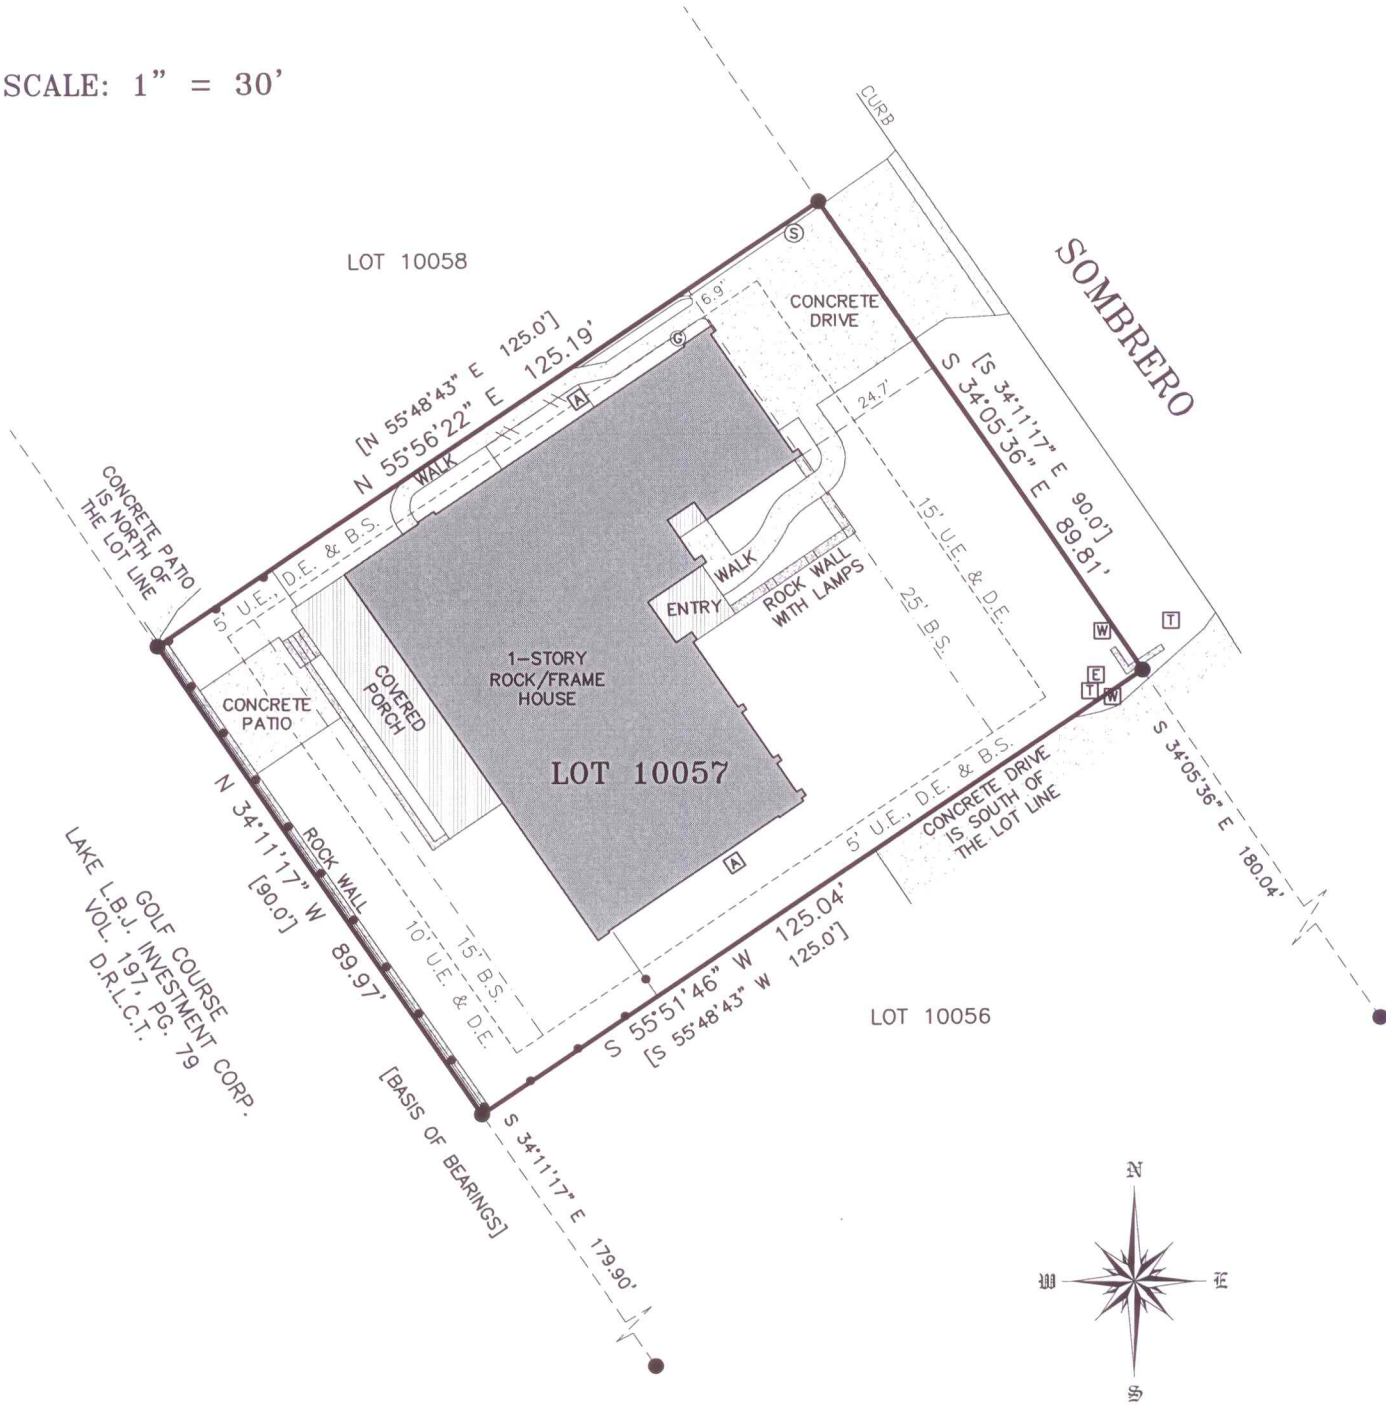 SCALE: 1” = 30’
CURB
SOMBRERO
LOT 10058
S
6.9'
CONCRETE
DRIVE
[N 55°48'43” E 125.0']
N 55°56'22” E 125.19'
G
A
24.7'
[S 34°11'17” E 90.0']
S 34°05'36” E 89.81'
WALK
CONCRETE PATIO
IS NORTH OF
THE LOT LINE
5' U.E., D.E. & B.S.
15' U.E. & D.E.
25' B.S.
WALK
ENTRY
ROCK WALL
WITH LAMPS
W
T
E
T
W
1-STORY
ROCK/FRAME
HOUSE
COVERED
PORCH
CONCRETE
PATIO
LOT 10057
S 34°05'36” E 180.04'
5' U.E., D.E. & B.S.
CONCRETE DRIVE
IS SOUTH OF
THE LOT LINE
A
N 34°11'17” W 89.97'
[90.0']
ROCK WALL
10' U.E. & D.E.
15' B.S.
GOLF COURSE
LAKE L.B.J. INVESTMENT CORP.
VOL. 197, PG. 79
D.R.L.C.T.
S 55°51'46” W 125.04'
[S 55°48'43” W 125.0']
LOT 10056
[BASIS OF BEARINGS]
S 34°11'17” E 179.90'
N
W
E
S